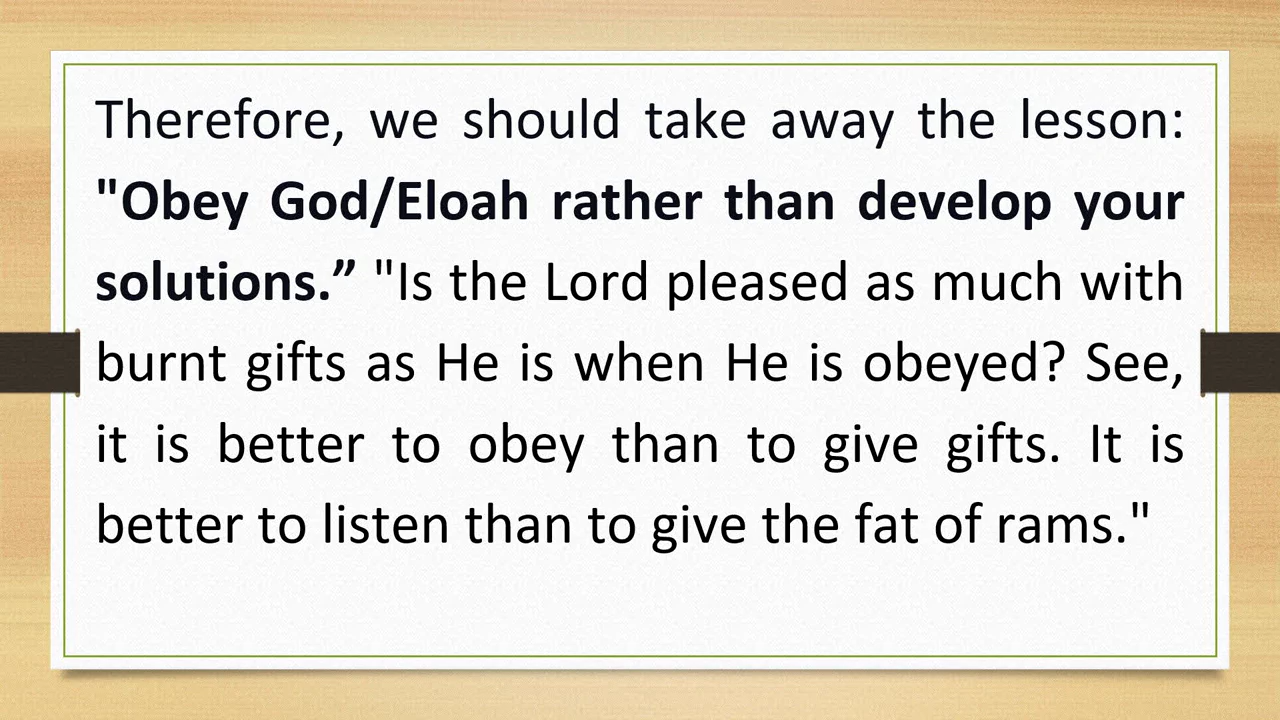 Therefore, we should take away the lesson:
"Obey God/Eloah rather than develop your
solutions.” "Is the Lord pleased as much with
burnt gifts as He is when He is obeyed? See,
it is better to obey than to give gifts. It is
better to listen than to give the fat of rams."